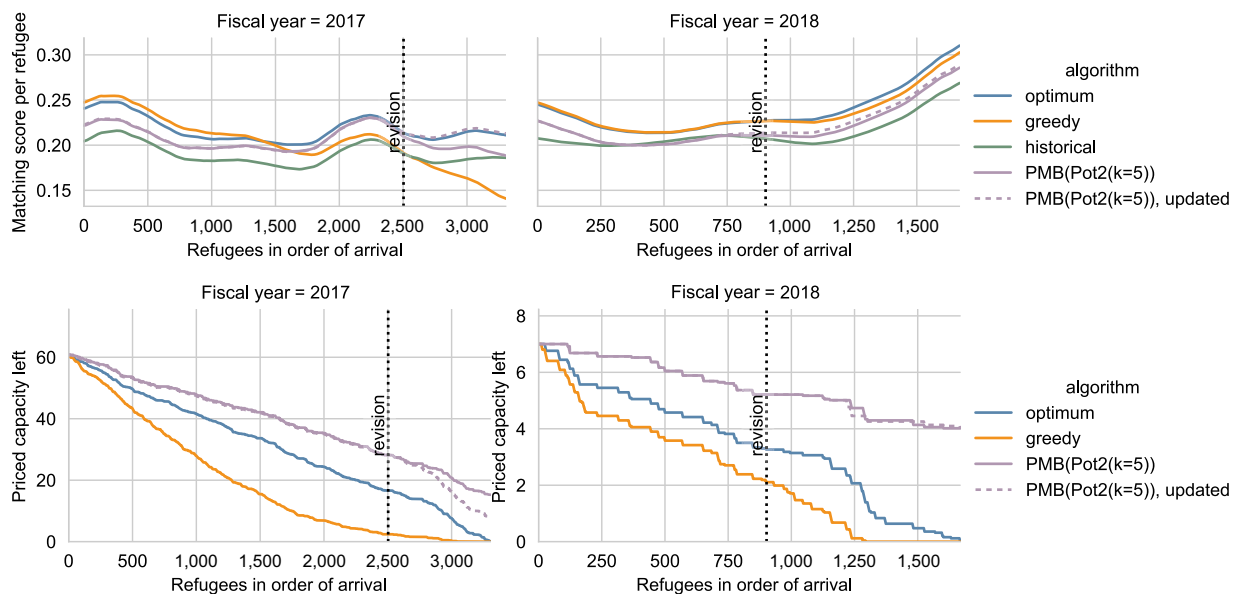 Fiscal year = 2017
Fiscal year = 2018
Matching score per refugee
0.30
0.25
0.20
0.15
revision
revision
0 500 1,000 1,500 2,000 2,500 3,000
0 250 500 750 1,000 1,250 1,500
Refugees in order of arrival
Refugees in order of arrival
algorithm
optimum
greedy
historical
PMB(Pot2(k=5))
PMB(Pot2(k=5)), updated
Fiscal year = 2017
Fiscal year = 2018
Priced capacity left
60
40
20
0
revision
Priced capacity left
8
6
4
2
0
revision
0 500 1,000 1,500 2,000 2,500 3,000
0 250 500 750 1,000 1,250 1,500
Refugees in order of arrival
Refugees in order of arrival
algorithm
optimum
greedy
PMB(Pot2(k=5))
PMB(Pot2(k=5)), updated